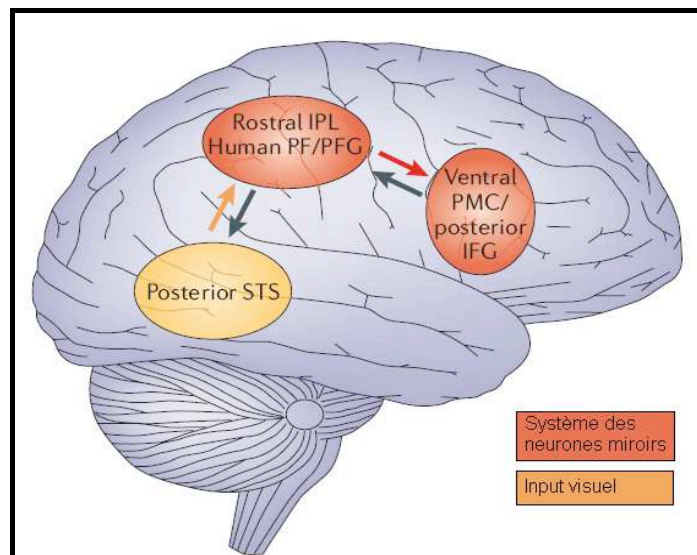 Rostral IPL
Human PF/PFG
Ventral
PMC/
posterior
IFG
Posterior STS
Système des
neurones miroirs
Input visuel